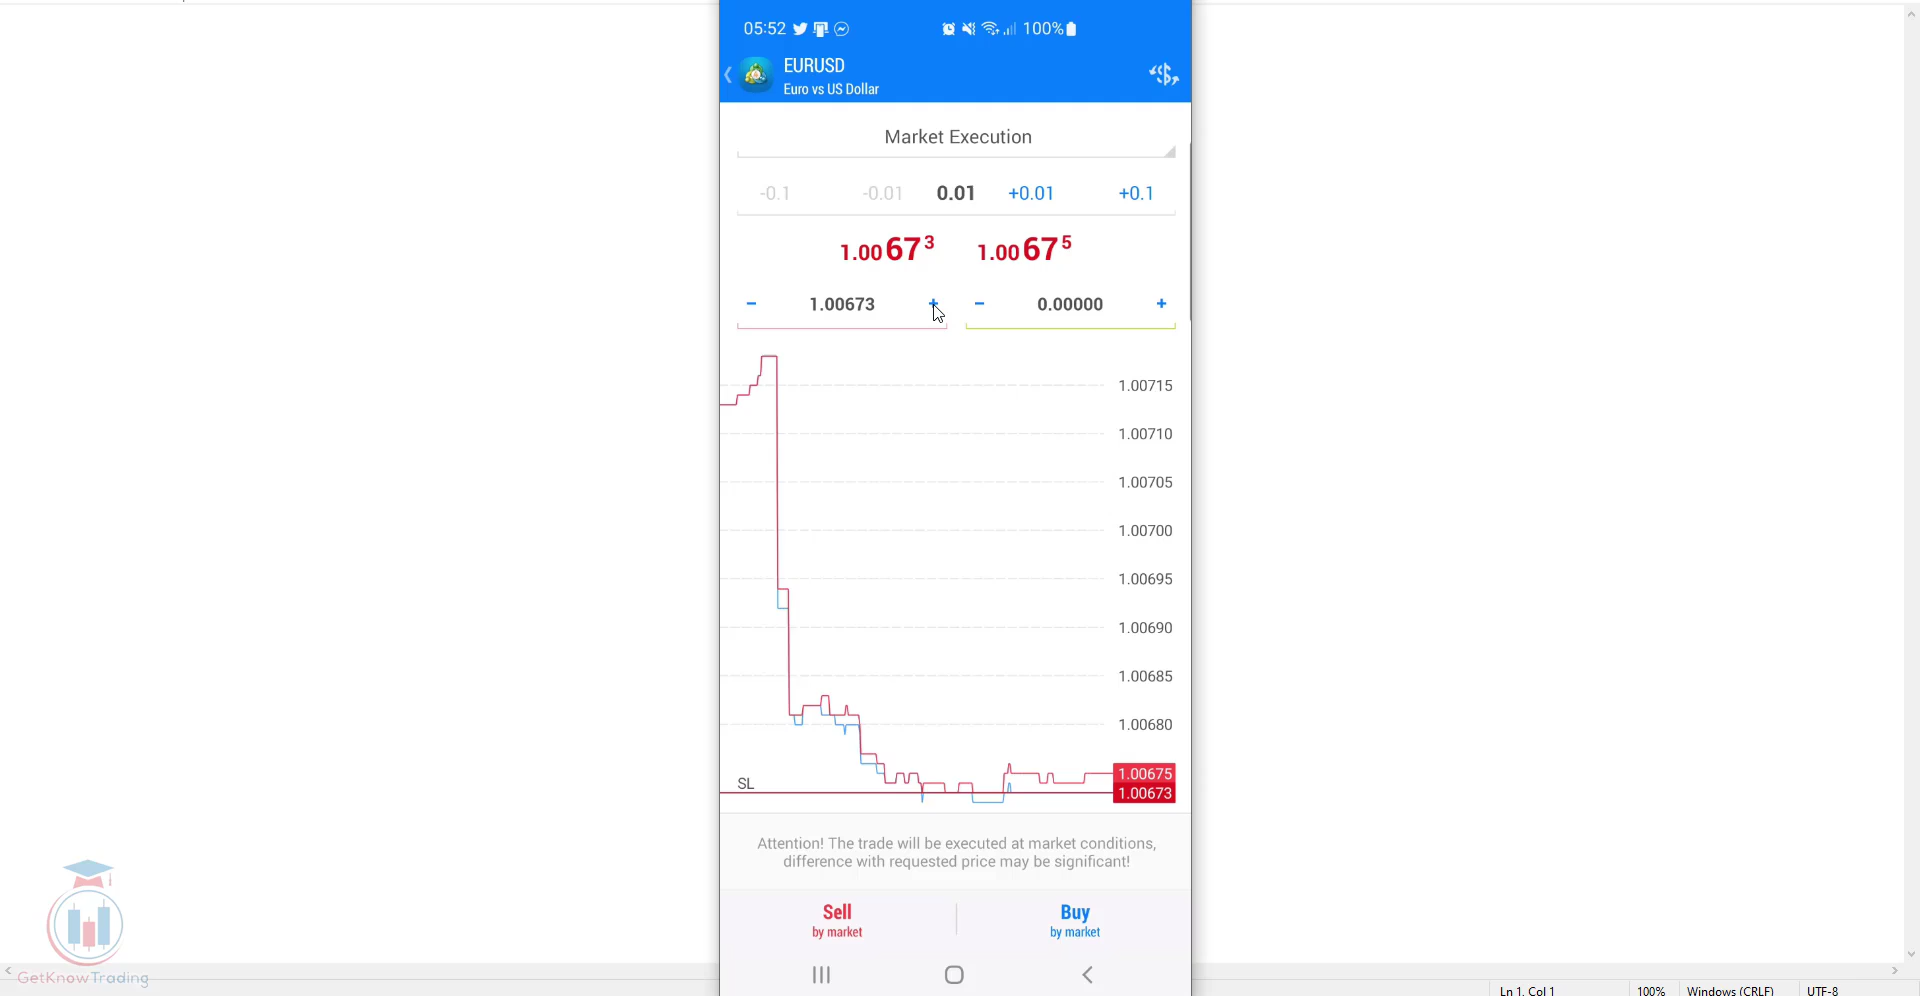 05:52 100%
EURUSD
Euro vs US Dollar
Market Execution
-0.1 -0.01 0.01 +0.01 +0.1
1.00673 1.00675
- 1.00673 + - 0.00000 +
1.00715
1.00710
1.00705
1.00700
1.00695
1.00690
1.00685
1.00680
1.00675
SL
1.00673
Attention! The trade will be executed at market conditions,
difference with requested price may be significant!
Sell Buy
by market by market
GetKnowTrading
Ln 1, Col 1 100% Windows (CRLF) UTF-8